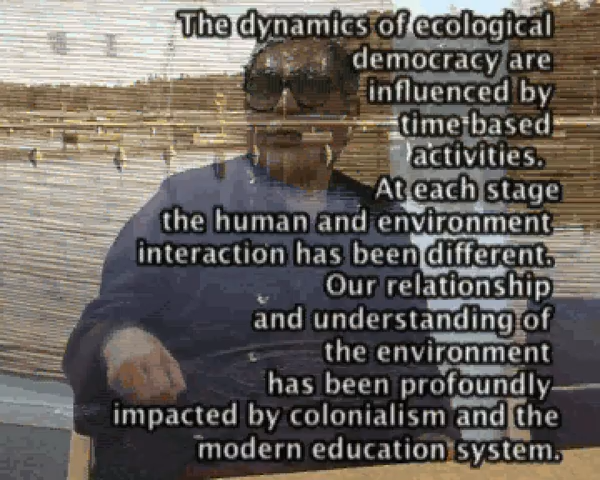 The dynamics of ecological
democracy are
influenced by
time based
activities.
At each stage
the human and environment
interaction has been different.
Our relationship
and understanding of
the environment
has been profoundly
impacted by colonialism and the
modern education system.